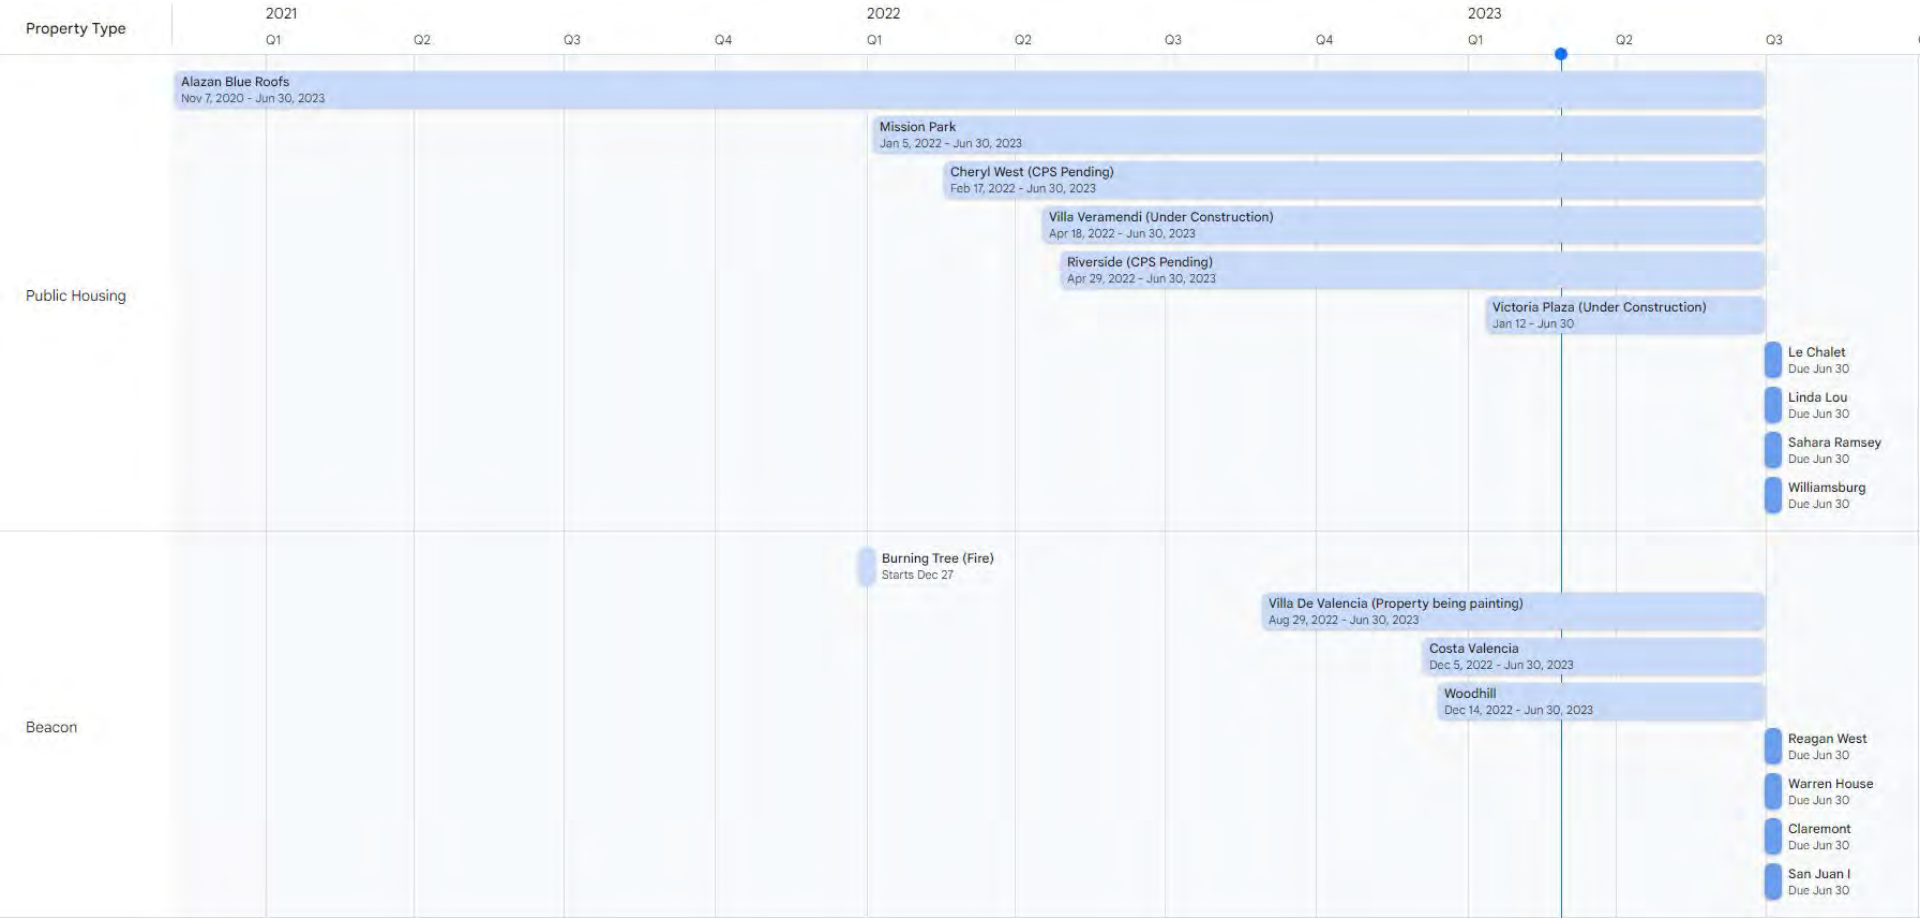 Property Type
2021
2022
2023
Q1
Q2
Q3
Q4
Q1
Q2
Q3
Q4
Q1
Q2
Q3
Public Housing
Alazan Blue Roofs
Nov 7, 2020 - Jun 30, 2023
Mission Park
Jan 5, 2022 - Jun 30, 2023
Cheryl West (CPS Pending)
Feb 17, 2022 - Jun 30, 2023
Villa Veramendi (Under Construction)
Apr 18, 2022 - Jun 30, 2023
Riverside (CPS Pending)
Apr 29, 2022 - Jun 30, 2023
Victoria Plaza (Under Construction)
Jan 12 - Jun 30
Le Chalet
Due Jun 30
Linda Lou
Due Jun 30
Sahara Ramsey
Due Jun 30
Williamsburg
Due Jun 30
Beacon
Burning Tree (Fire)
Starts Dec 27
Villa De Valencia (Property being painting)
Aug 29, 2022 - Jun 30, 2023
Costa Valencia
Dec 5, 2022 - Jun 30, 2023
Woodhill
Dec 14, 2022 - Jun 30, 2023
Reagan West
Due Jun 30
Warren House
Due Jun 30
Claremont
Due Jun 30
San Juan I
Due Jun 30